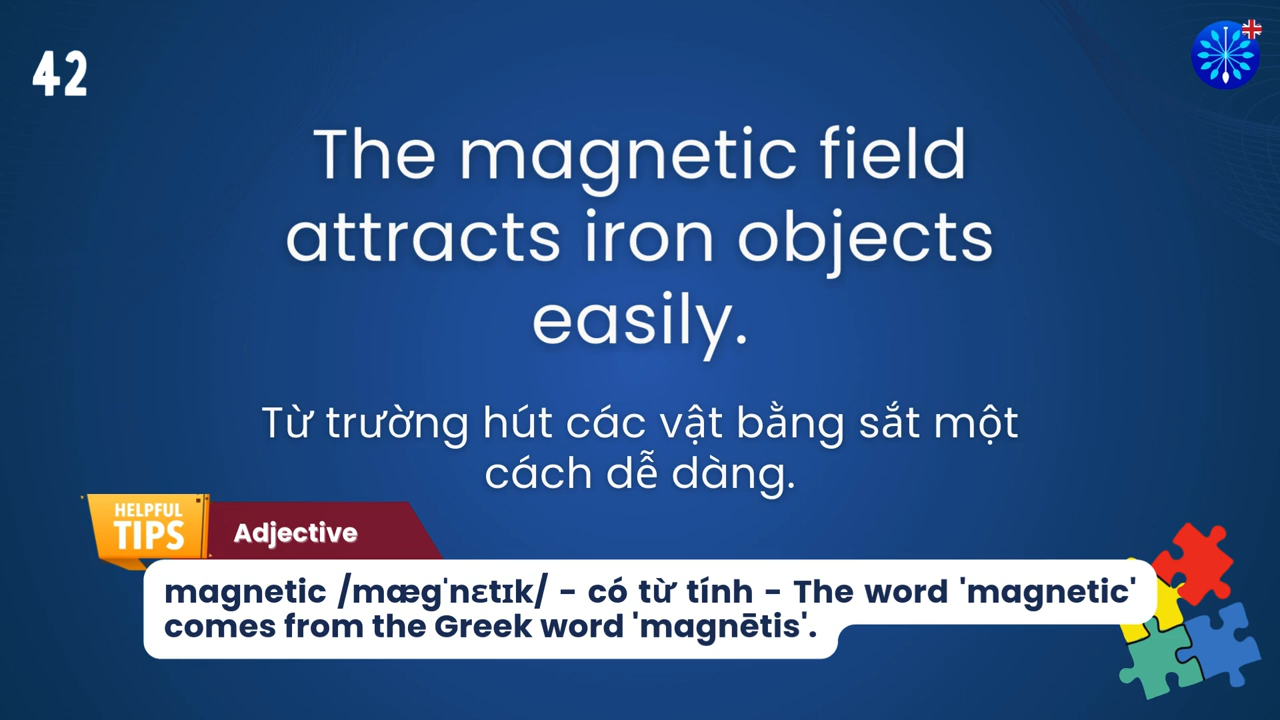 42
The magnetic field
attracts iron objects
easily.
Từ trường hút các vật bằng sắt một
cách dễ dàng.
HELPFUL
TIPS
Adjective
magnetic /mægˈnɛtɪk/ - có từ tính - The word 'magnetic'
comes from the Greek word 'magnētis'.